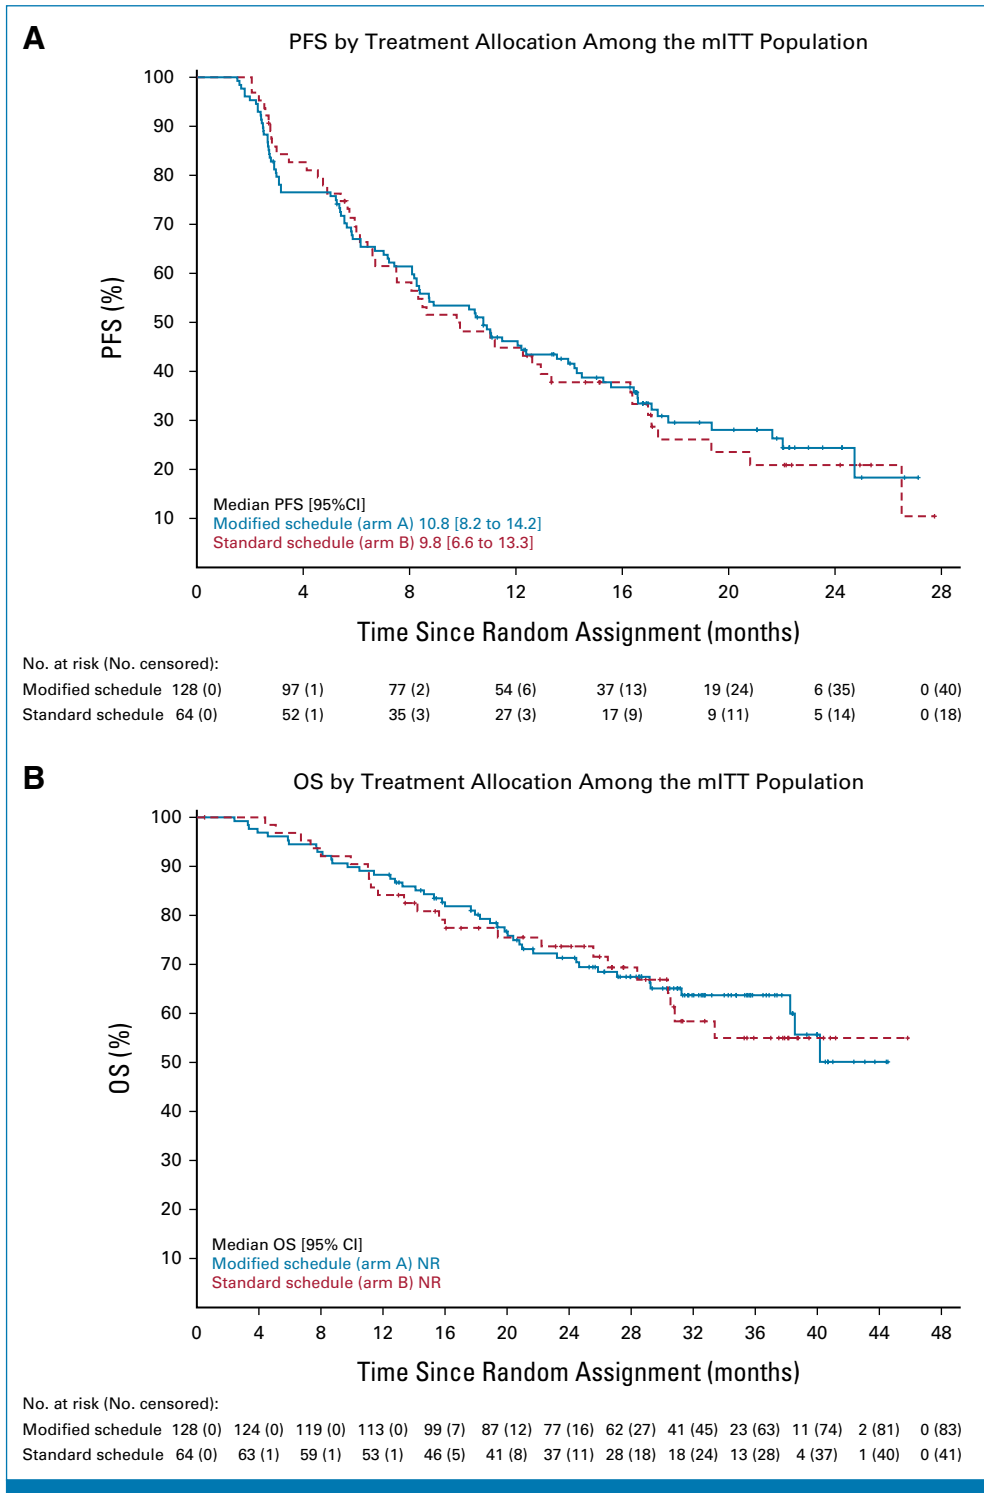 A
PFS by Treatment Allocation Among the mITT Population
100
90
80
70
60
50
40
30
20
10
PFS (%)
Median PFS [95%CI]
Modified schedule (arm A) 10.8 [8.2 to 14.2]
Standard schedule (arm B) 9.8 [6.6 to 13.3]
0 4 8 12 16 20 24 28
Time Since Random Assignment (months)
No. at risk (No. censored):
Modified schedule 128 (0) 97 (1) 77 (2) 54 (6) 37 (13) 19 (24) 6 (35) 0 (40)
Standard schedule 64 (0) 52 (1) 35 (3) 27 (3) 17 (9) 9 (11) 5 (14) 0 (18)
B
OS by Treatment Allocation Among the mITT Population
100
90
80
70
60
50
40
30
20
10
OS (%)
Median OS [95% CI]
Modified schedule (arm A) NR
Standard schedule (arm B) NR
0 4 8 12 16 20 24 28 32 36 40 44 48
Time Since Random Assignment (months)
No. at risk (No. censored):
Modified schedule 128 (0) 124 (0) 119 (0) 113 (0) 99 (7) 87 (12) 77 (16) 62 (27) 41 (45) 23 (63) 11 (74) 2 (81) 0 (83)
Standard schedule 64 (0) 63 (1) 59 (1) 53 (1) 46 (5) 41 (8) 37 (11) 28 (18) 18 (24) 13 (28) 4 (37) 1 (40) 0 (41)